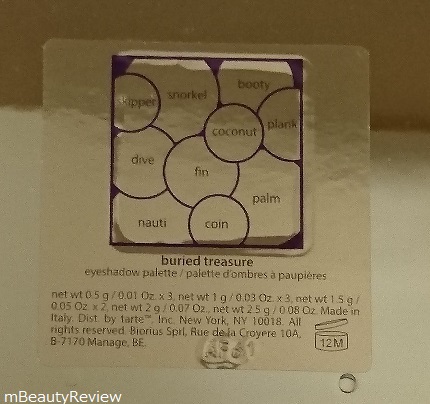 skipper
snorkel
booty
coconut
plank
dive
fin
palm
nauti
coin
buried treasure
eyeshadow palette / palette d'ombres à paupières
net wt 0.5 g / 0.01 Oz. x 3, net wt 1 g / 0.03 Oz. x 3, net wt 1.5 g /
0.05 Oz. x 2, net wt 2 g / 0.07 Oz., net wt 2.5 g / 0.08 Oz. Made in
Italy. Dist. by tarte™, Inc. New York, NY 10018. All
rights reserved. Biorius Sprl, Rue de la Croyere 10A,
B-7170 Manage, BE.
12M
mBeautyReview